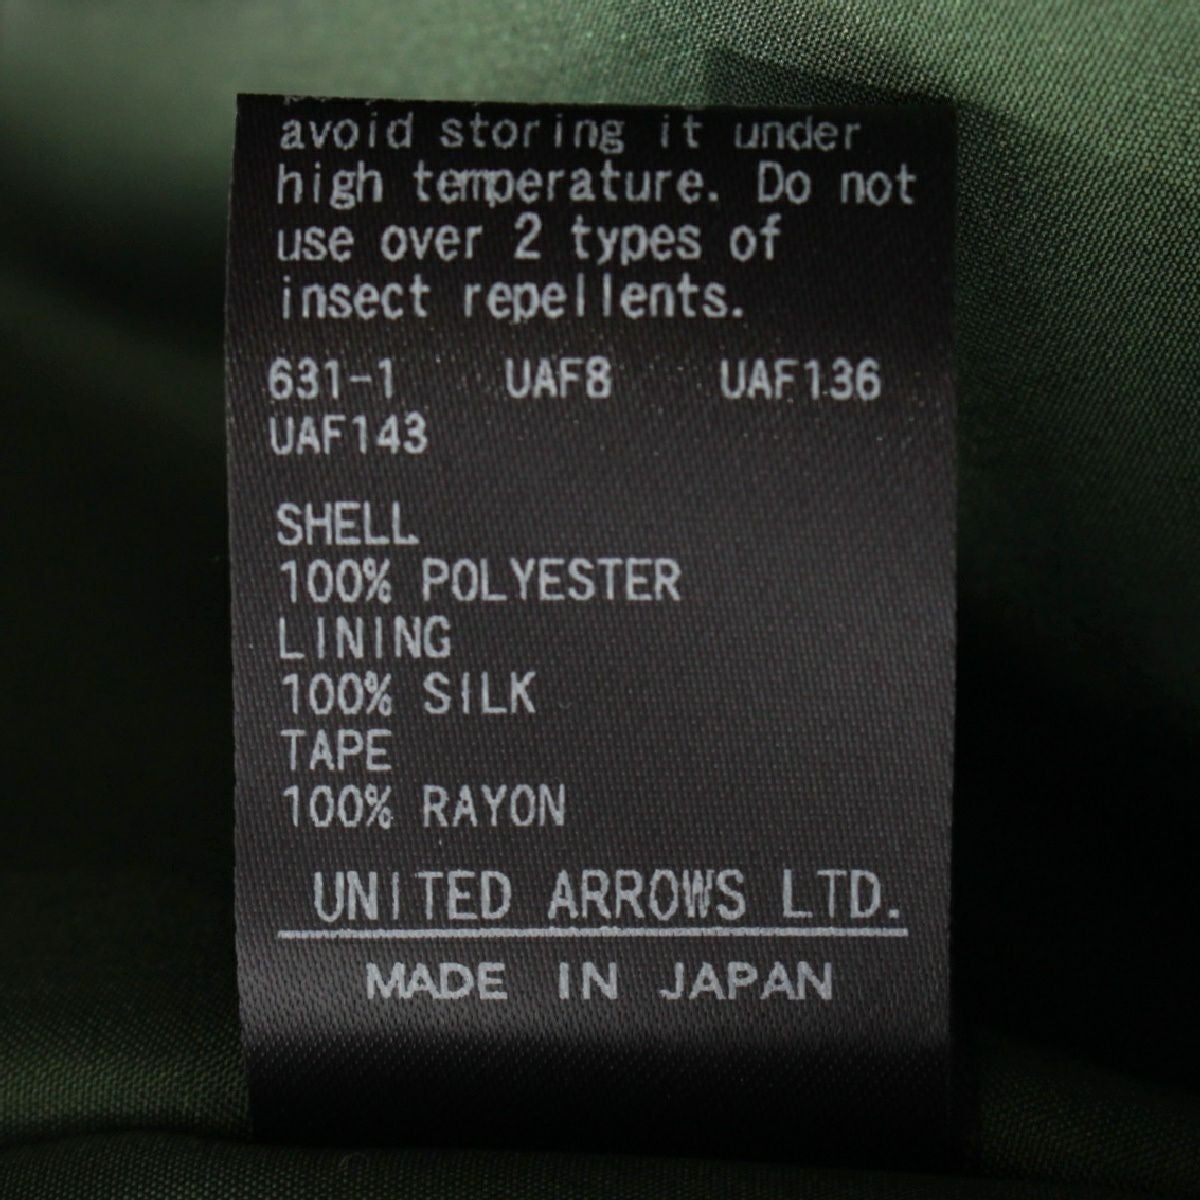 avoid storing it under
high temperature. Do not
use over 2 types of
insect repellents.
631-1 UAF8 UAF136
UAF143
SHELL
100% POLYESTER
LINING
100% SILK
TAPE
100% RAYON
UNITED ARROWS LTD.
MADE IN JAPAN